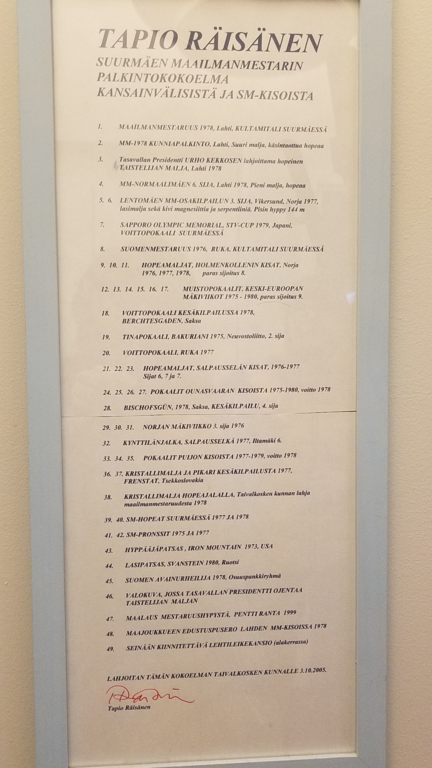 TAPIO RÄISÄNEN
SUURMÄEN MAAILMANMESTARIN
PALKINTOKOKOELMA
KANSAINVÄLISISTÄ JA SM-KISOISTA
1. MAAILMANMESTARUUS 1978, Lahti, KULTAMITALI SUURMÄESSÄ
2. MM-1978 KUNNIAPALKINTO, Lahti, Suuri malja, käsintaottua hopeaa
3. Tasavallan Presidentti URHO KEKKOSEN lahjoittama hopeinen
TAISTELIJAN MALJA, Lahti 1978
4. MM-NORMAALIMÄEN 6. SIJA, Lahti 1978, Pieni malja, hopeaa
5. 6. LENTOMÄEN MM-OSAKILPAILUN 3. SIJA, Vikersund, Norja 1977,
lasimalja sekä kivi magnesiittia ja serpentiiniä. Pisin hyppy 144 m
7. SAPPORO OLYMPIC MEMORIAL, STV-CUP 1979, Japani,
VOITTOPOKAALI SUURMÄESSÄ
8. SUOMENMESTARUUS 1976, RUKA, KULTAMITALI SUURMÄESSÄ
9. 10. 11. HOPEAMALJAT, HOLMENKOLLENIN KISAT, Norja
1976, 1977, 1978, paras sijoitus 8.
12. 13. 14. 15. 16. 17. MUISTOPOKAALIT, KESKI-EUROOPAN
MÄKIVIIKOT 1975 - 1980, paras sijoitus 9.
18. VOITTOPOKAALI KESÄKILPAILUSSA 1978,
BERCHTESGADEN, Saksa
19. TINAPOKAALI, BAKURIANI 1975, Neuvostoliitto, 2. sija
20. VOITTOPOKAALI, RUKA 1977
21. 22. 23. HOPEAMALJAT, SALPAUSSELÄN KISAT, 1976-1977
Sijat 6, 7 ja 7.
24. 25. 26. 27. POKAALIT OUNASVAARAN KISOISTA 1975-1980, voitto 1978
28. BISCHOFSGÜN, 1978, Saksa, KESÄKILPAILU, 4. sija
29. 30. 31. NORJAN MÄKIVIIKKO 3. sija 1976
32. KYNTTILÄNJALKA, SALPAUSSELKÄ 1977, Iltamäki 6.
33. 34. 35. POKAALIT PUIJON KISOISTA 1977-1979, voitto 1978
36. 37. KRISTALLIMALJA JA PIKARI KESÄKILPAILUSTA 1977,
FRENSTAT, Tsekkoslovakia
38. KRISTALLIMALJA HOPEAJALALLA, Taivalkosken kunnan lahja
maailmanmestaruudesta 1978
39. 40. SM-HOPEAT SUURMÄESSÄ 1977 JA 1978
41. 42. SM-PRONSSIT 1975 JA 1977
43. HYPPÄÄJÄPATSAS , IRON MOUNTAIN 1973, USA
44. LASIPATSAS, SVANSTEIN 1980, Ruotsi
45. SUOMEN AVAINURHEILIJA 1978, Osuuspankkiryhmä
46. VALOKUVA, JOSSA TASAVALLAN PRESIDENTTI OJENTAA
TAISTELIJAN MALJAN
47. MAALAUS MESTARUUSHYPYSTÄ, PENTTI RANTA 1999
48. MAAJOUKKUEEN EDUSTUSPUSERO LAHDEN MM-KISOISSA 1978
49. SEINÄÄN KIINNITETTÄVÄ LEHTILEIKEKANSIO (alakerrassa)
LAHJOITAN TÄMÄN KOKOELMAN TAIVALKOSKEN KUNNALLE 3.10.2005.
Tapio Räisänen